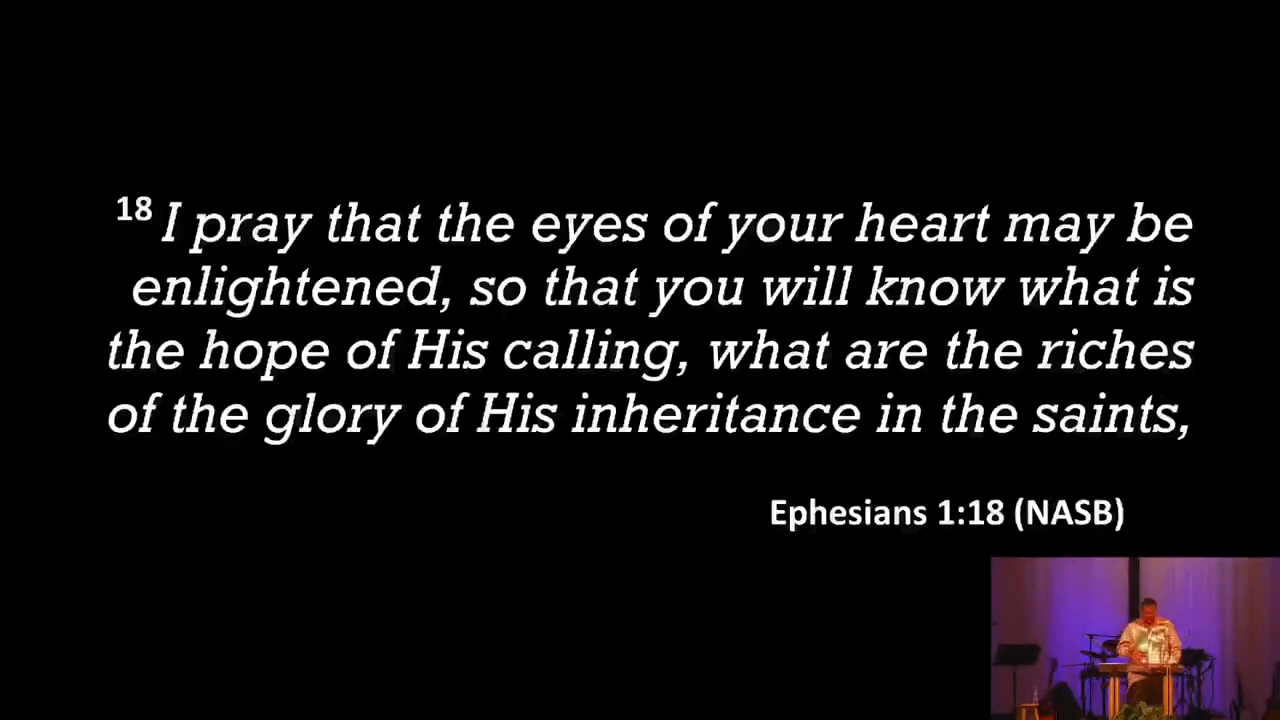 18 I pray that the eyes of your heart may be
enlightened, so that you will know what is
the hope of His calling, what are the riches
of the glory of His inheritance in the saints,
Ephesians 1:18 (NASB)